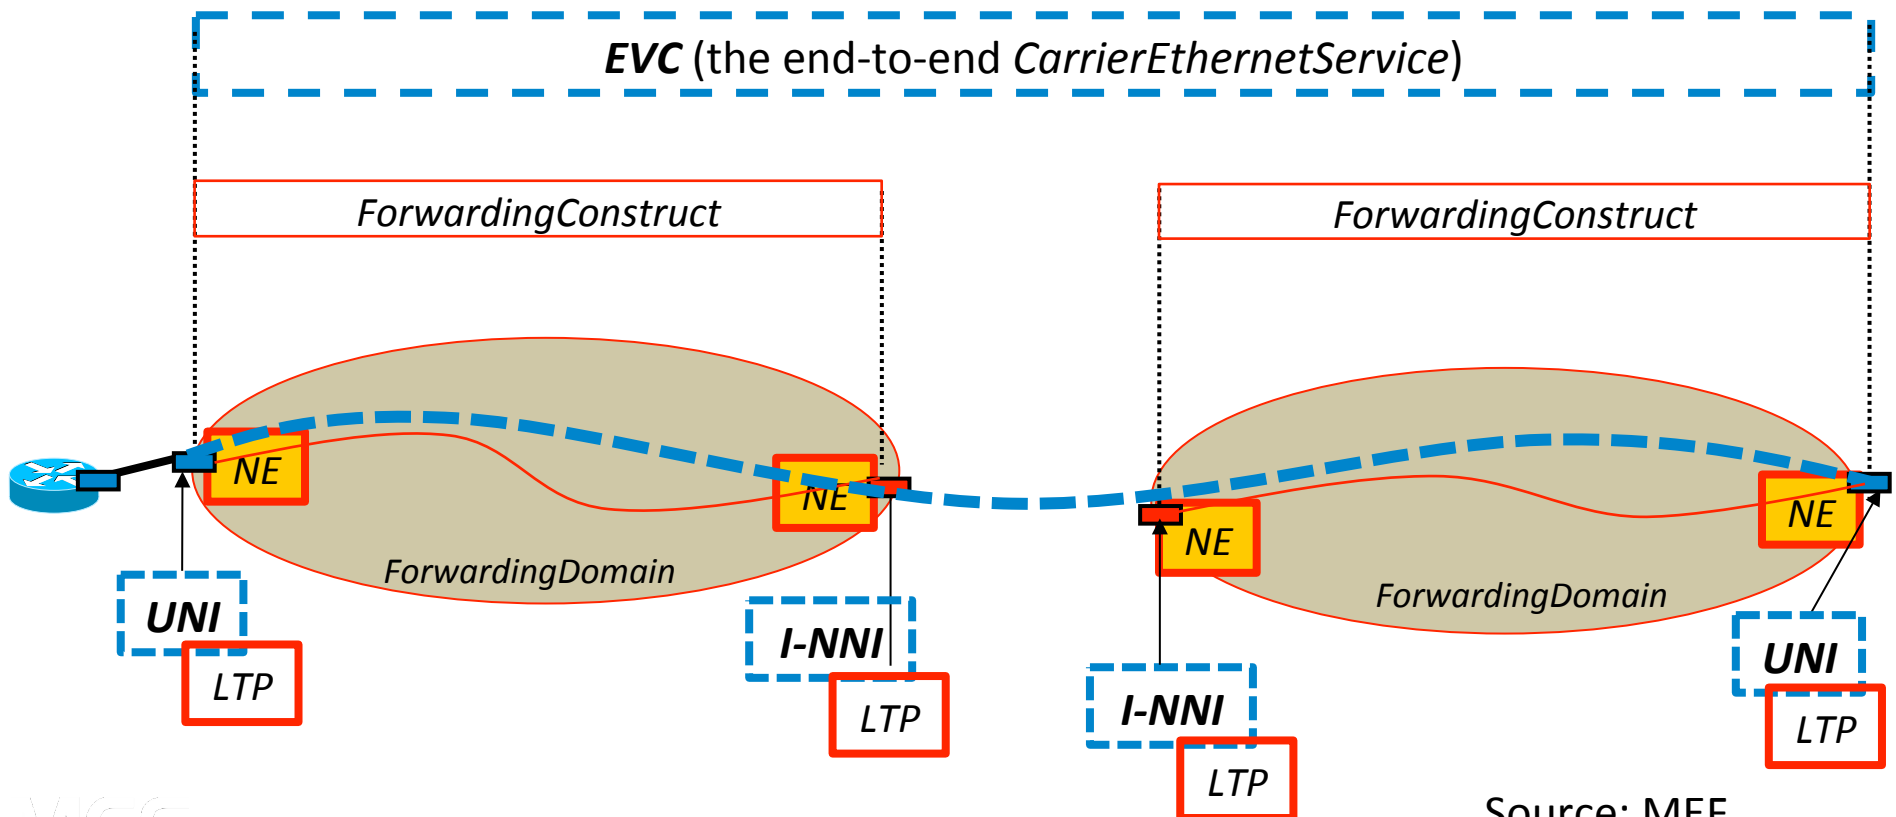 EVC (the end-to-end CarrierEthernetService)
ForwardingConstruct
ForwardingConstruct
NE
NE
NE
NE
ForwardingDomain
ForwardingDomain
UNI
LTP
I-NNI
LTP
I-NNI
LTP
UNI
LTP
Source: MEF